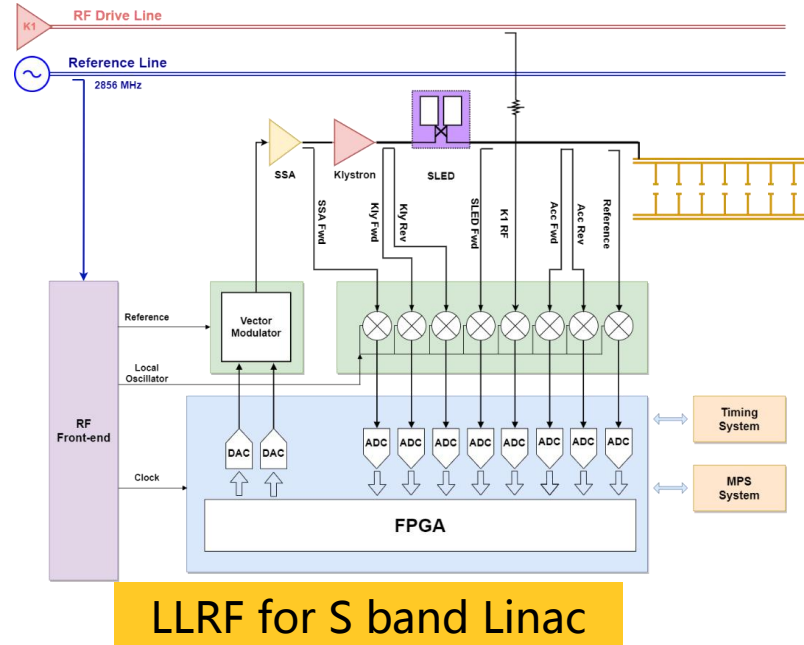 K1
RF Drive Line
Reference Line
2856 MHz
SSA
Klystron
SLED
SSA Fwd
Kly Fwd
Kly Rev
SLED Fwd
K1 RF
Acc Fwd
Acc Rev
Reference
Reference
Vector
Modulator
Local
Oscillator
RF
Front-end
Clock
DAC
DAC
ADC
ADC
ADC
ADC
ADC
ADC
ADC
ADC
Timing
System
MPS
System
FPGA
LLRF for S band Linac